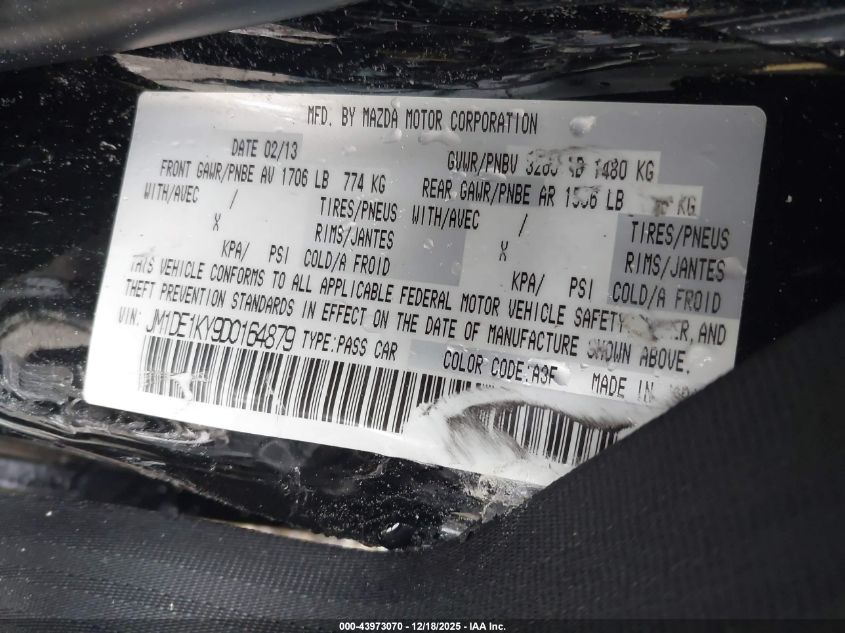 MFD. BY MAZDA MOTOR CORPORATION
DATE 02/13
GVWR/PNBV 1480 KG
FRONT GAWR/PNBE AV 1706 LB 774 KG
REAR GAWR/PNBE AR LB KG
WITH/AVEC / TIRES/PNEUS
WITH/AVEC / TIRES/PNEUS
X RIMS/JANTES
X RIMS/JANTES
KPA/ PSI COLD/A FROID
KPA/ PSI COLD/A FROID
THIS VEHICLE CONFORMS TO ALL APPLICABLE FEDERAL MOTOR VEHICLE SAFETY, AND
THEFT PREVENTION STANDARDS IN EFFECT ON THE DATE OF MANUFACTURE SHOWN ABOVE.
VIN: JM1DE1KY9D0164879 TYPE:PASS CAR
COLOR CODE:A3F MADE IN
000-43973070 - 12/18/2025 - IAA Inc.